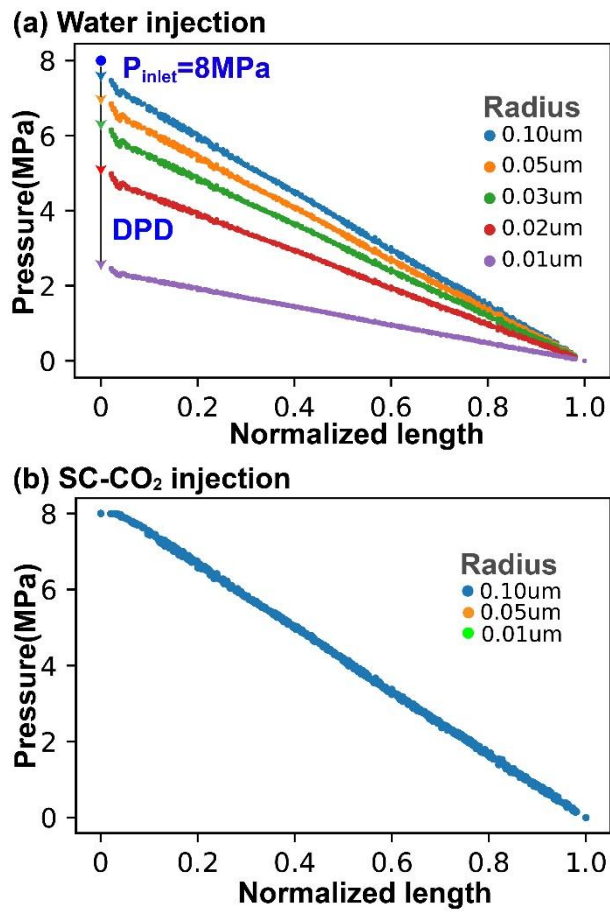 (a) Water injection
P_inlet=8MPa
Radius
0.10um
0.05um
0.03um
0.02um
0.01um
DPD
Pressure(MPa)
8
6
4
2
0
0 0.2 0.4 0.6 0.8 1.0
Normalized length
(b) SC-CO₂ injection
Radius
0.10um
0.05um
0.01um
Pressure(MPa)
8
6
4
2
0
0 0.2 0.4 0.6 0.8 1.0
Normalized length